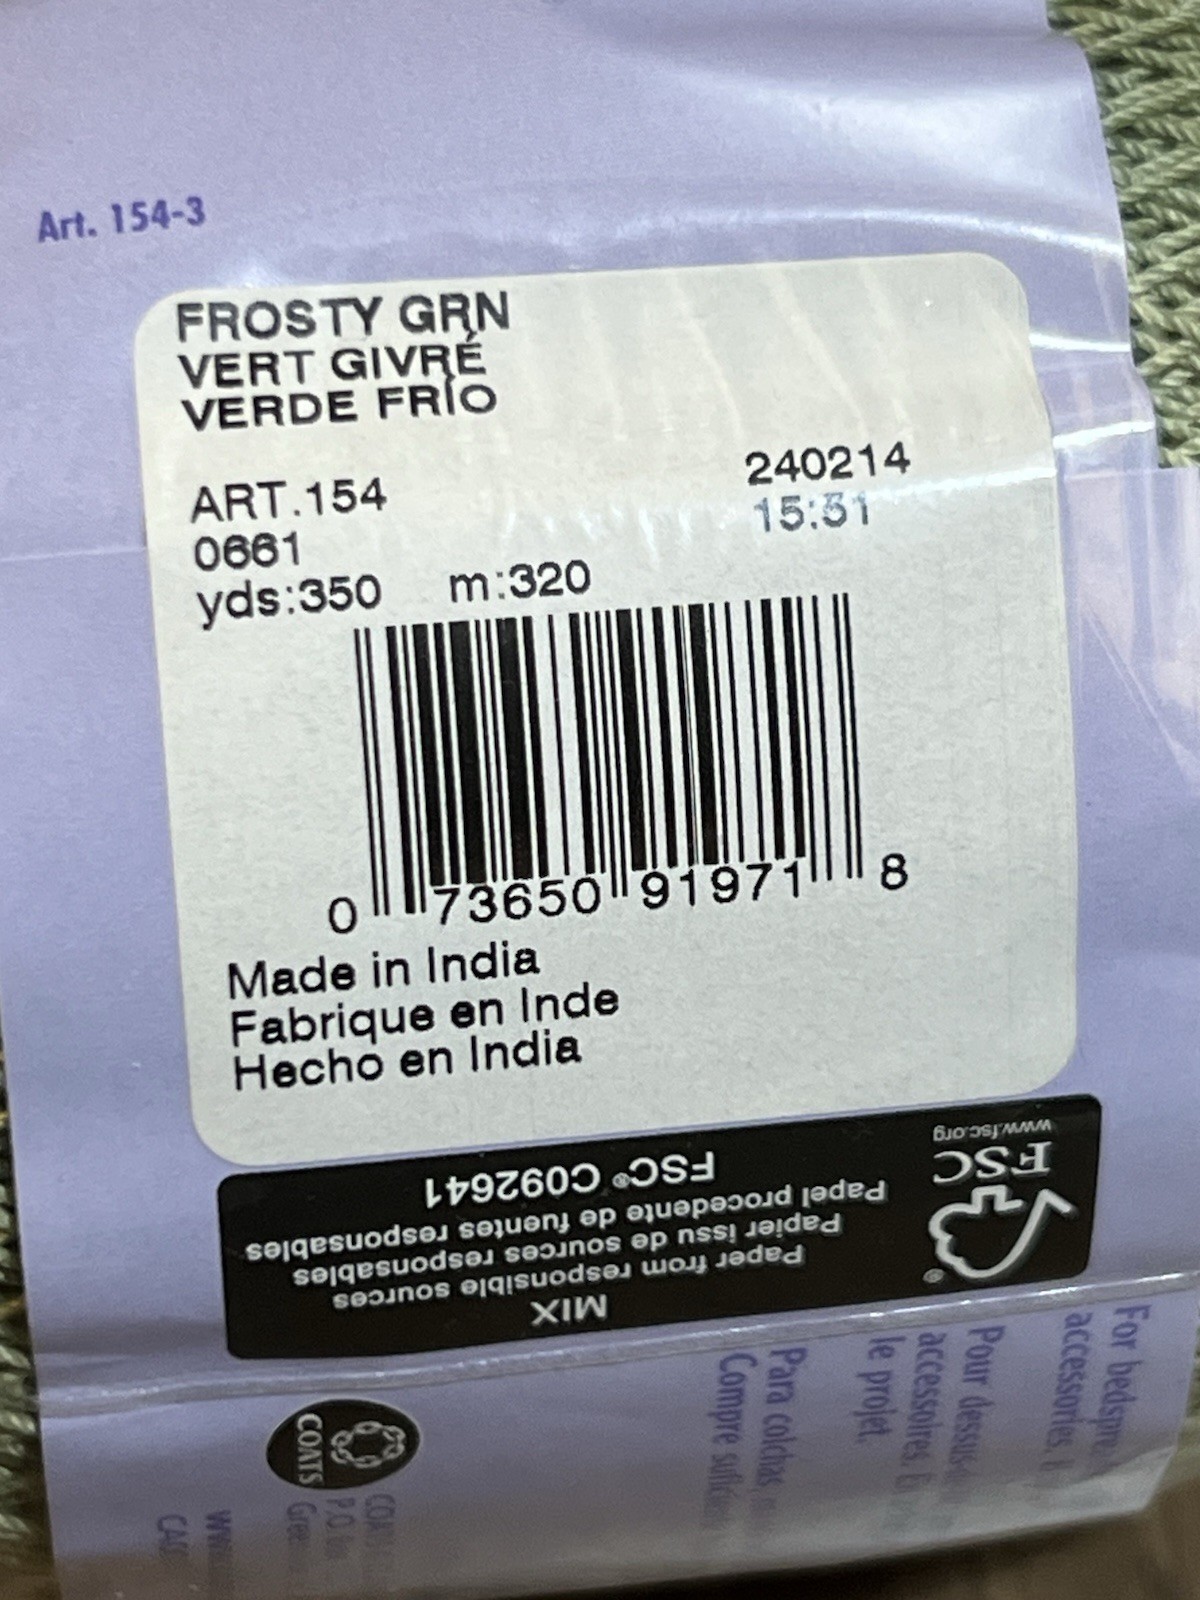 Art. 154-3
FROSTY GRN
VERT GIVRÉ
VERDE FRÍO
ART.154
240214
0661
15:51
yds:350 m:320
0 73650 91971 8
Made in India
Fabrique en Inde
Hecho en India
MIX
Paper from responsible sources
Papier issu de sources responsables
Papel procedente de fuentes responsables
FSC® C092641
®
FSC
www.fsc.org
For
accessories.
Pour dessus
accessoires.
le projet.
Para colchas,
Compre
COATS
P.O.